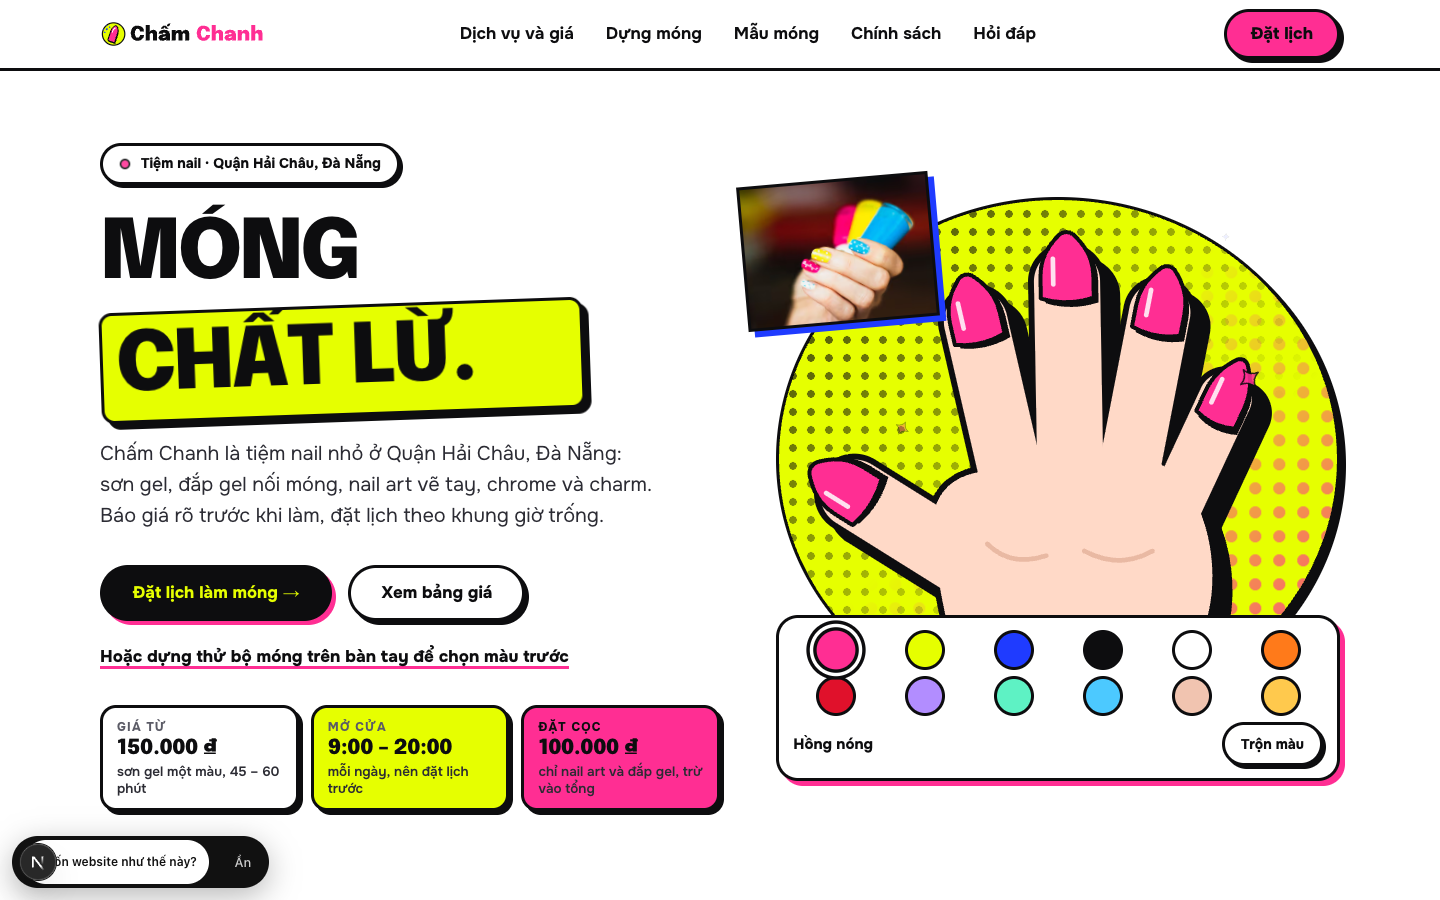 Chấm Chanh
Dịch vụ và giá
Dựng móng
Mẫu móng
Chính sách
Hỏi đáp
Đặt lịch
Tiệm nail · Quận Hải Châu, Đà Nẵng
MÓNG
CHẤT LỪ.
Chấm Chanh là tiệm nail nhỏ ở Quận Hải Châu, Đà Nẵng:
sơn gel, đắp gel nối móng, nail art vẽ tay, chrome và charm.
Báo giá rõ trước khi làm, đặt lịch theo khung giờ trống.
Đặt lịch làm móng →
Xem bảng giá
Hoặc dựng thử bộ móng trên bàn tay để chọn màu trước
GIÁ TỪ
150.000 ₫
sơn gel một màu, 45 – 60
phút
MỞ CỬA
9:00 – 20:00
mỗi ngày, nên đặt lịch
trước
ĐẶT CỌC
100.000 ₫
chỉ nail art và đắp gel, trừ
vào tổng
Hồng nóng
Trộn màu
N
website như thế này?
Ẩn